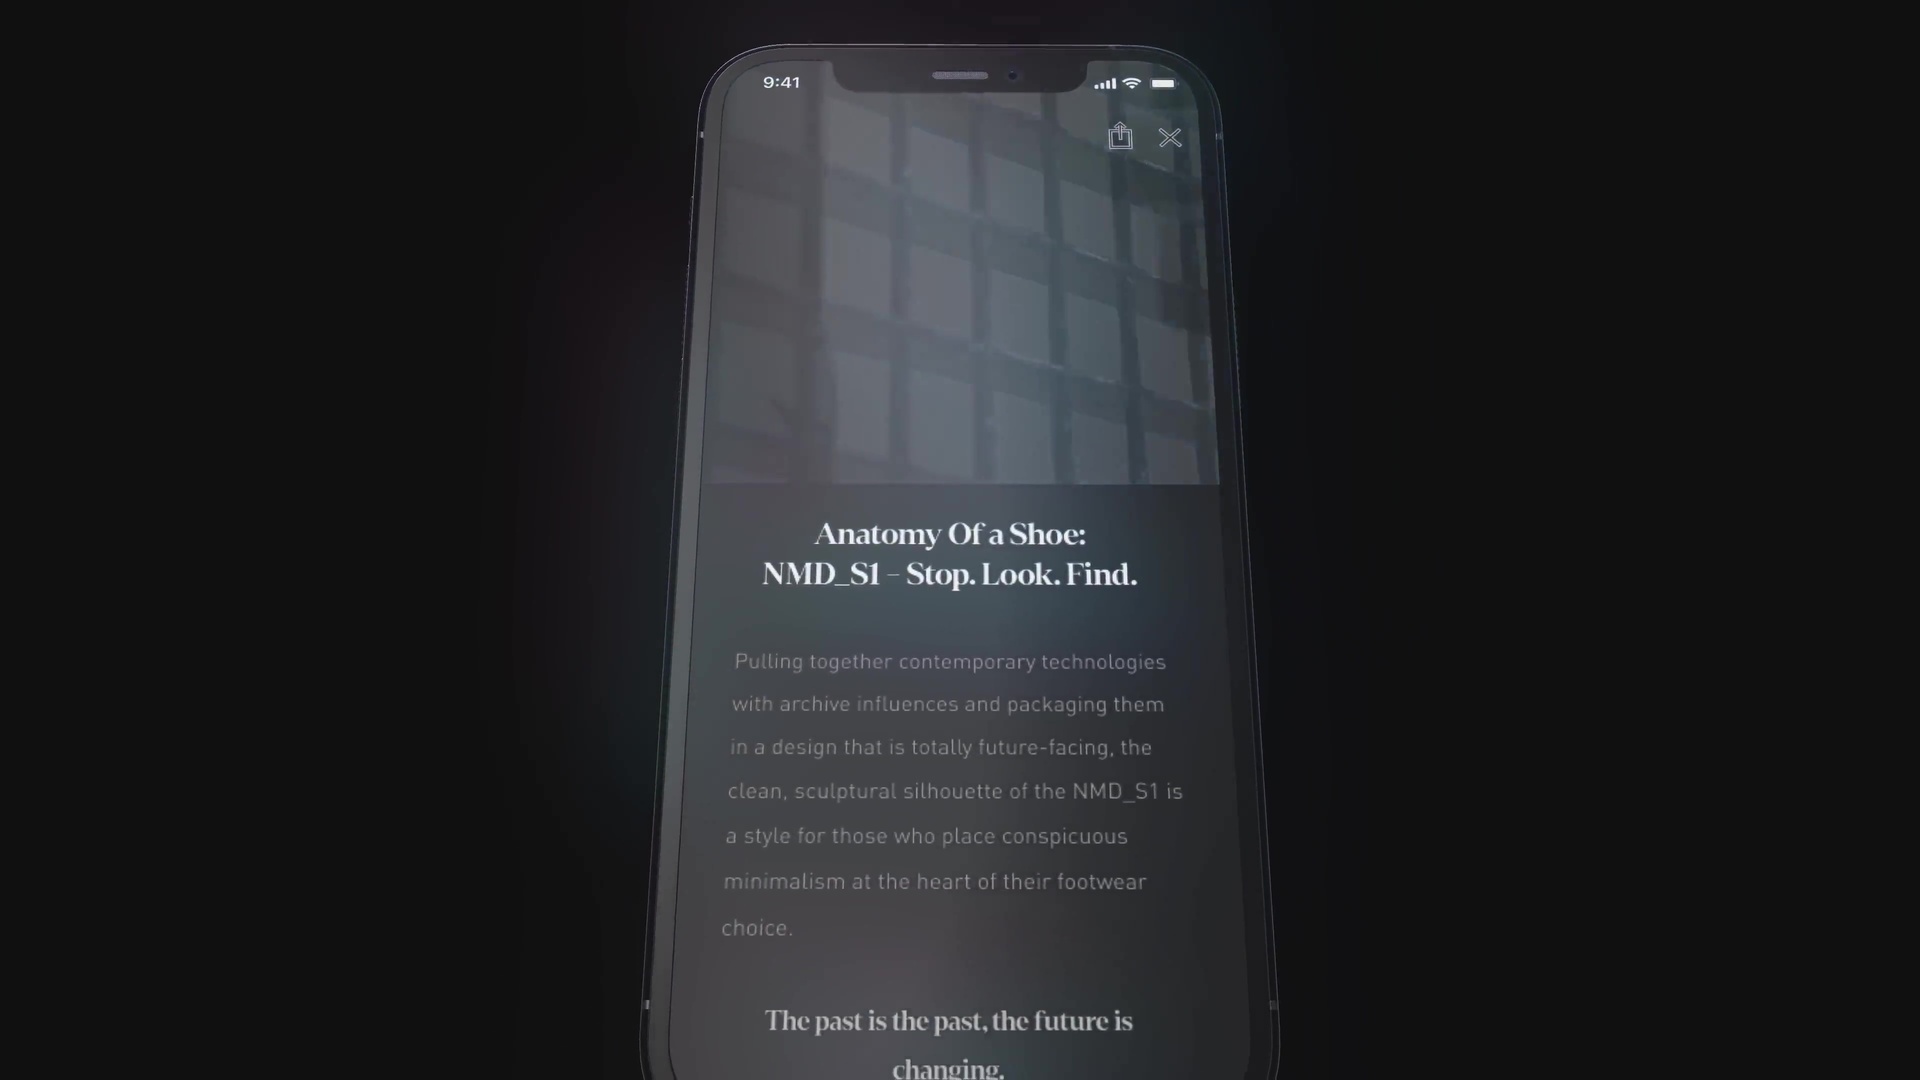 9:41
Anatomy Of a Shoe:
NMD_S1 – Stop. Look. Find.
Pulling together contemporary technologies
with archive influences and packaging them
in a design that is totally future-facing, the
clean, sculptural silhouette of the NMD_S1 is
a style for those who place conspicuous
minimalism at the heart of their footwear
choice.
The past is the past, the future is
changing.